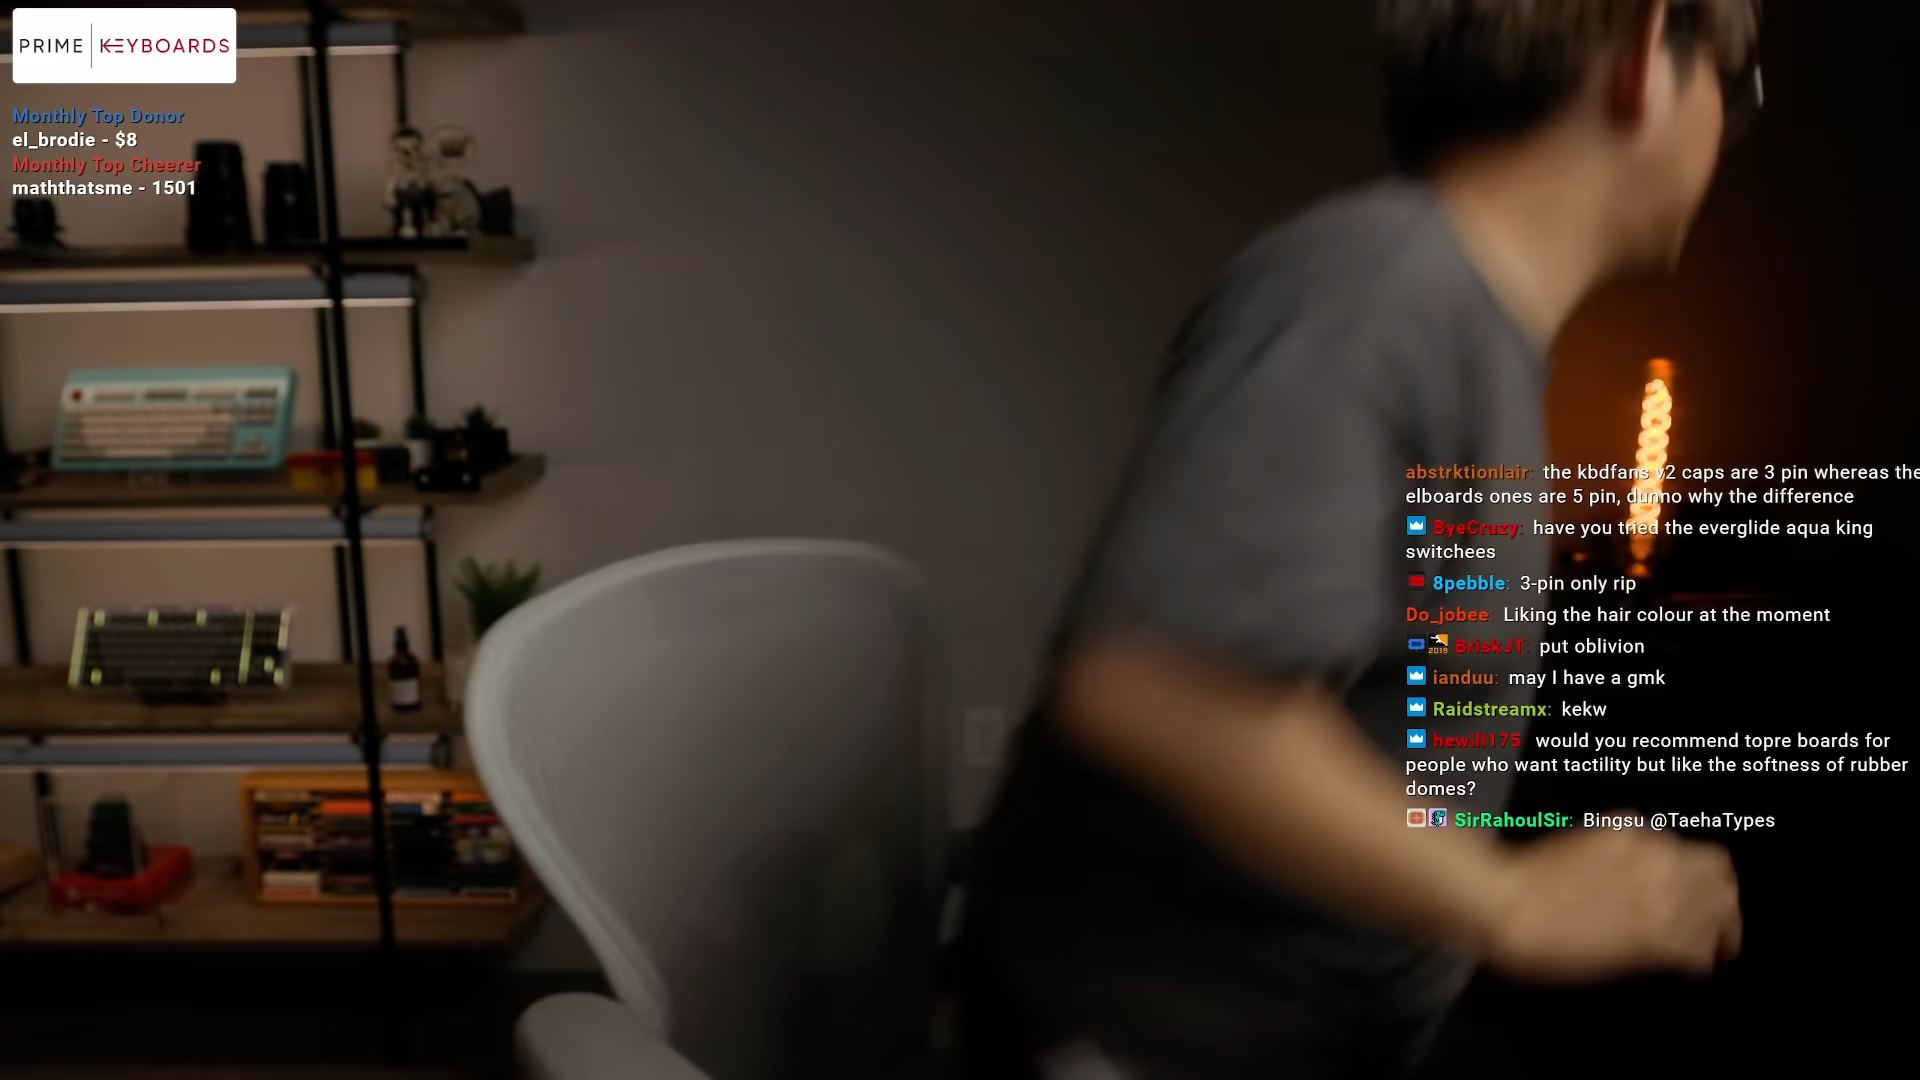 PRIME KEYBOARDS
Monthly Top Donor
el_brodie - $8
Monthly Top Cheerer
maththatsme - 1501
abstrktionlair: the kbdfans v2 caps are 3 pin whereas the
elboards ones are 5 pin, dunno why the difference
ByeCruzy: have you tried the everglide aqua king
switchees
8pebble: 3-pin only rip
Do_jobee: Liking the hair colour at the moment
2019 BriskJT: put oblivion
ianduu: may I have a gmk
Raidstreamx: kekw
hewill175 would you recommend topre boards for
people who want tactility but like the softness of rubber
domes?
SirRahoulSir: Bingsu @TaehaTypes